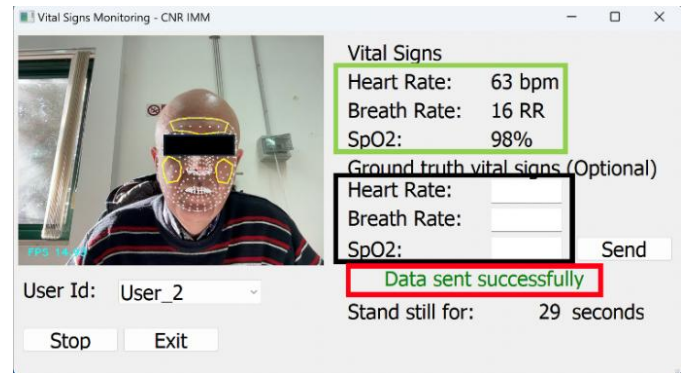 Vital Signs Monitoring - CNR IMM
Vital Signs
Heart Rate: 63 bpm
Breath Rate: 16 RR
SpO2: 98%
Ground truth vital signs (Optional)
Heart Rate:
Breath Rate:
SpO2:
Send
Data sent successfully
Stand still for: 29 seconds
FPS
User Id: User_2
Stop Exit